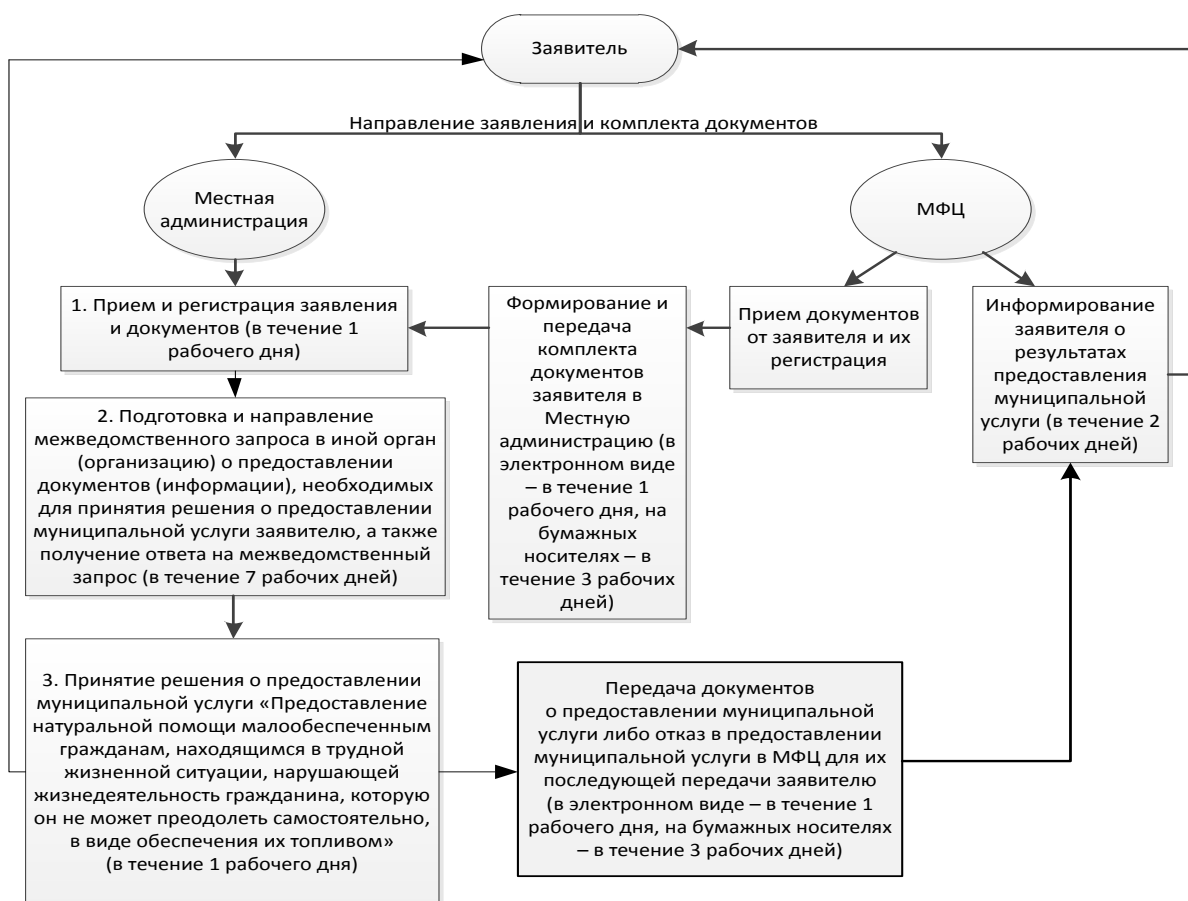 Заявитель
Направление заявления и комплекта документов
Местная
администрация
МФЦ
1. Прием и регистрация заявления
и документов (в течение 1
рабочего дня)
Формирование и
передача
комплекта
документов
заявителя в
Местную
администрацию (в
электронном виде
– в течение 1
рабочего дня, на
бумажных
носителях – в
течение 3 рабочих
дней)
Прием документов
от заявителя и их
регистрация
Информирование
заявителя о
результатах
предоставления
муниципальной
услуги (в течение 2
рабочих дней)
2. Подготовка и направление
межведомственного запроса в иной орган
(организацию) о предоставлении
документов (информации), необходимых
для принятия решения о предоставлении
муниципальной услуги заявителю, а также
получение ответа на межведомственный
запрос (в течение 7 рабочих дней)
3. Принятие решения о предоставлении
муниципальной услуги «Предоставление
натуральной помощи малообеспеченным
гражданам, находящимся в трудной
жизненной ситуации, нарушающей
жизнедеятельность гражданина, которую
он не может преодолеть самостоятельно,
в виде обеспечения их топливом»
(в течение 1 рабочего дня)
Передача документов
о предоставлении муниципальной
услуги либо отказ в предоставлении
муниципальной услуги в МФЦ для их
последующей передачи заявителю
(в электронном виде – в течение 1
рабочего дня, на бумажных носителях
– в течение 3 рабочих дней)